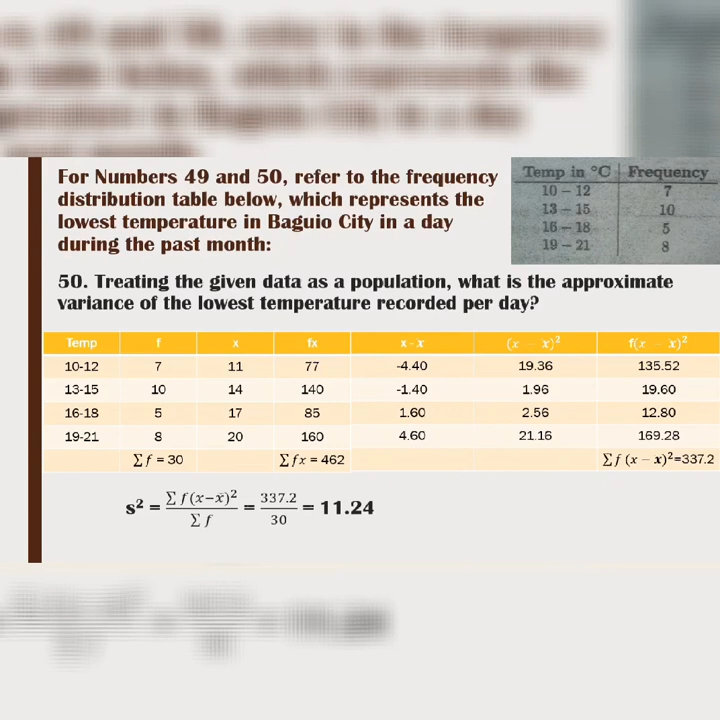 For Numbers 49 and 50, refer to the frequency
distribution table below, which represents the
lowest temperature in Baguio City in a day
during the past month:
Temp in °C Frequency
10 – 12 7
13 – 15 10
16 – 18 5
19 – 21 8
50. Treating the given data as a population, what is the approximate
variance of the lowest temperature recorded per day?
Temp f x fx x - x (x − x)² f(x − x)²
10-12 7 11 77 -4.40 19.36 135.52
13-15 10 14 140 -1.40 1.96 19.60
16-18 5 17 85 1.60 2.56 12.80
19-21 8 20 160 4.60 21.16 169.28
∑f = 30 ∑fx = 462 ∑f (x − x)²=337.2
s² = ∑ f(x−x̄)² / ∑ f = 337.2 / 30 = 11.24